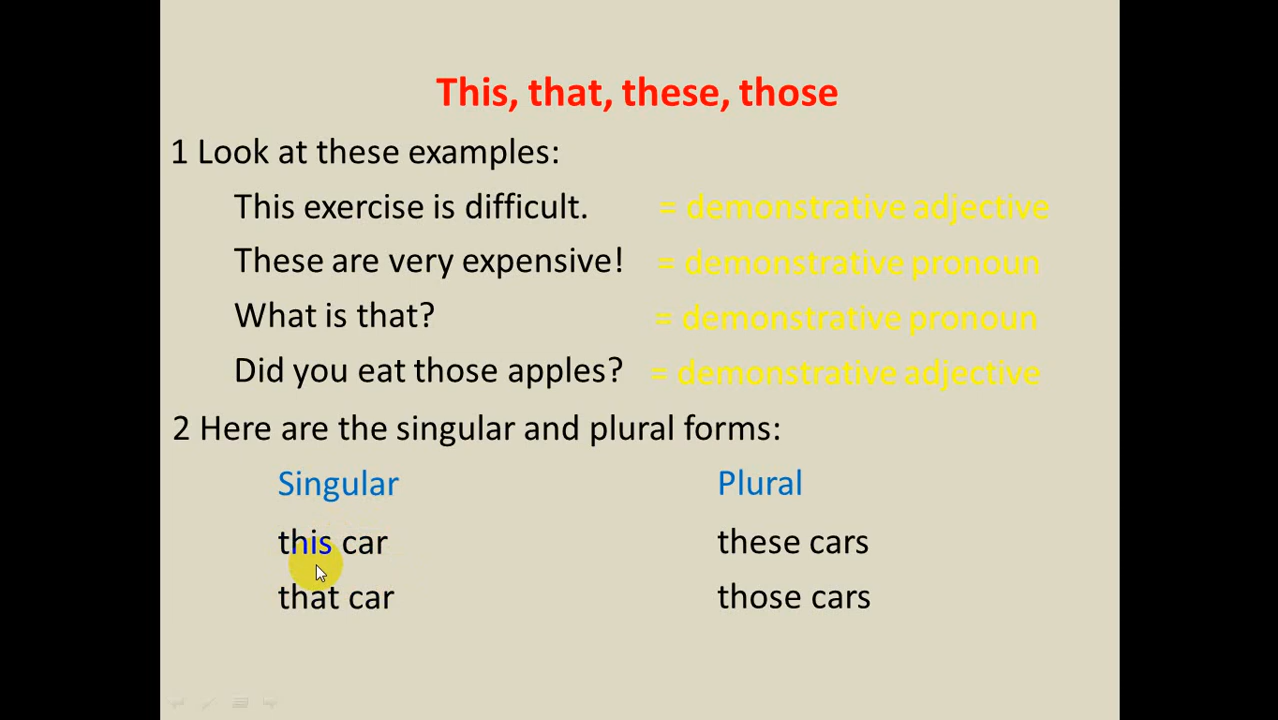 This, that, these, those
1 Look at these examples:
This exercise is difficult. = demonstrative adjective
These are very expensive! = demonstrative pronoun
What is that? = demonstrative pronoun
Did you eat those apples? = demonstrative adjective
2 Here are the singular and plural forms:
Singular Plural
this car these cars
that car those cars